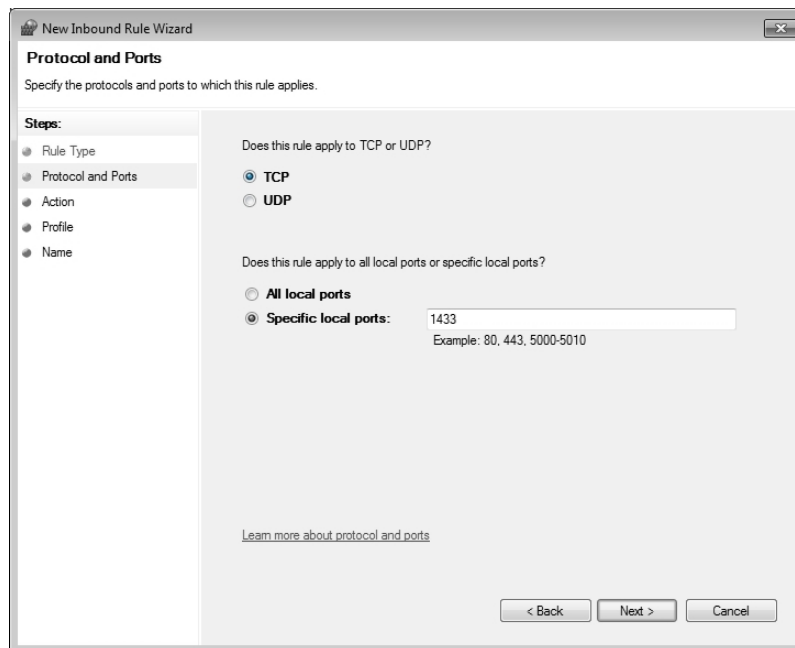 New Inbound Rule Wizard
Protocol and Ports
Specify the protocols and ports to which this rule applies.
Steps:
Rule Type
Protocol and Ports
Action
Profile
Name
Does this rule apply to TCP or UDP?
TCP
UDP
Does this rule apply to all local ports or specific local ports?
All local ports
Specific local ports: 1433
Example: 80, 443, 5000-5010
Learn more about protocol and ports
< Back Next > Cancel